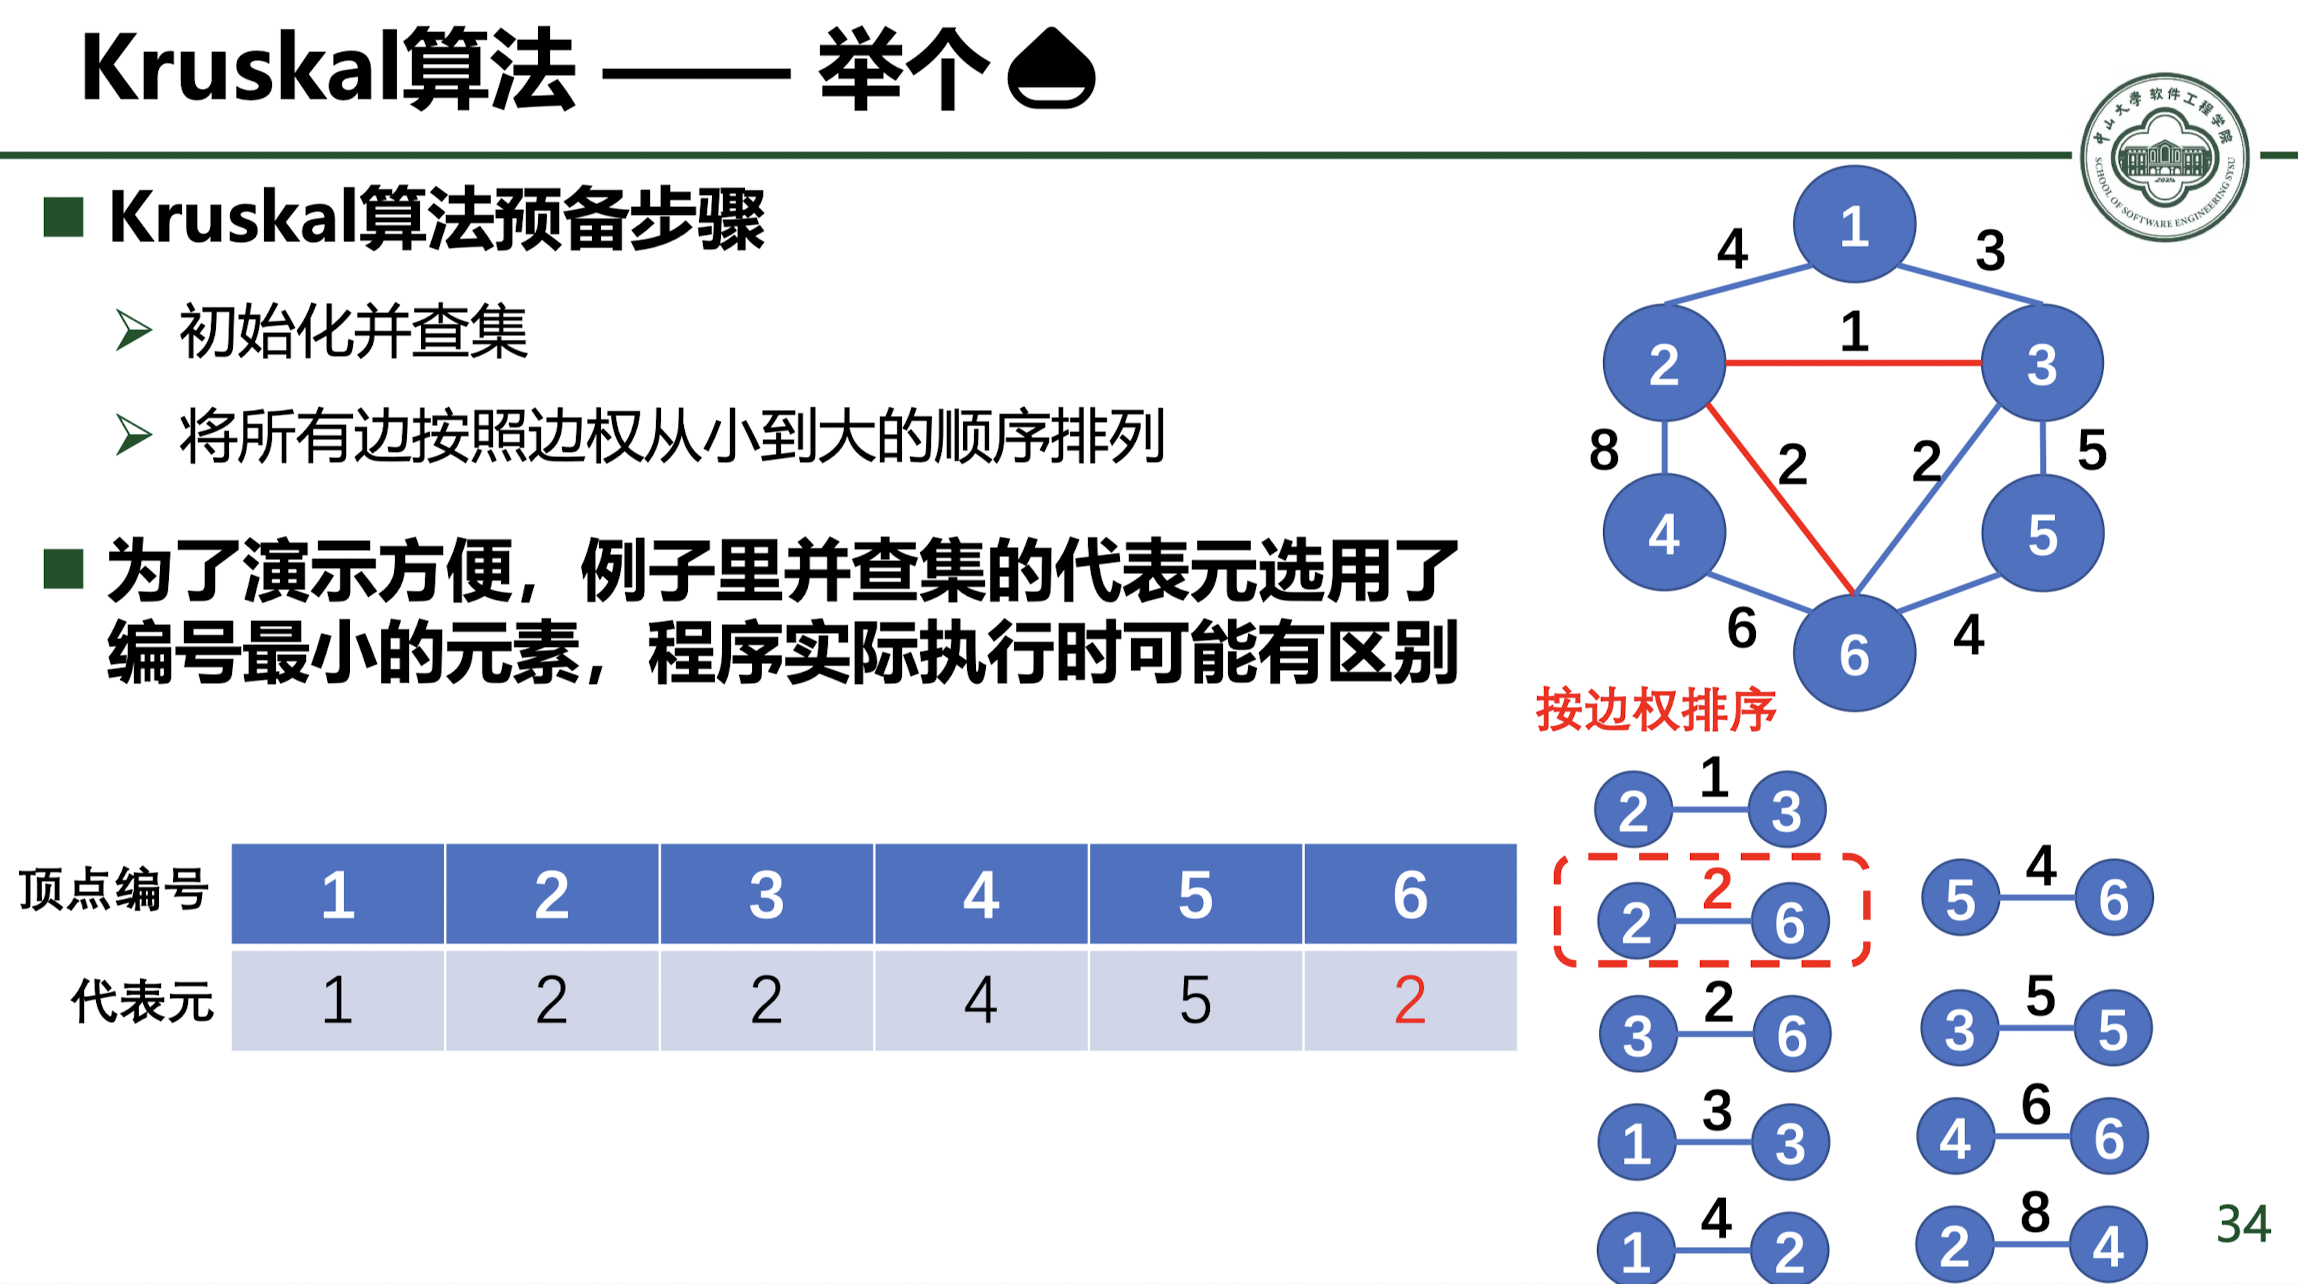 Kruskal算法 —— 举个
中山大学软件工程学院
2025
SCHOOL OF SOFTWARE ENGINEERING SYSU
Kruskal算法预备步骤
初始化并查集
将所有边按照边权从小到大的顺序排列
为了演示方便，例子里并查集的代表元选用了
编号最小的元素，程序实际执行时可能有区别
1
4 3
1
2 3
8 2 2 5
4 5
6 4
6
按边权排序
顶点编号 1 2 3 4 5 6
代表元 1 2 2 4 5 2
2 1 3
2 2 6
3 2 6
1 3 3
1 4 2
5 4 6
3 5 5
4 6 6
2 8 4
34